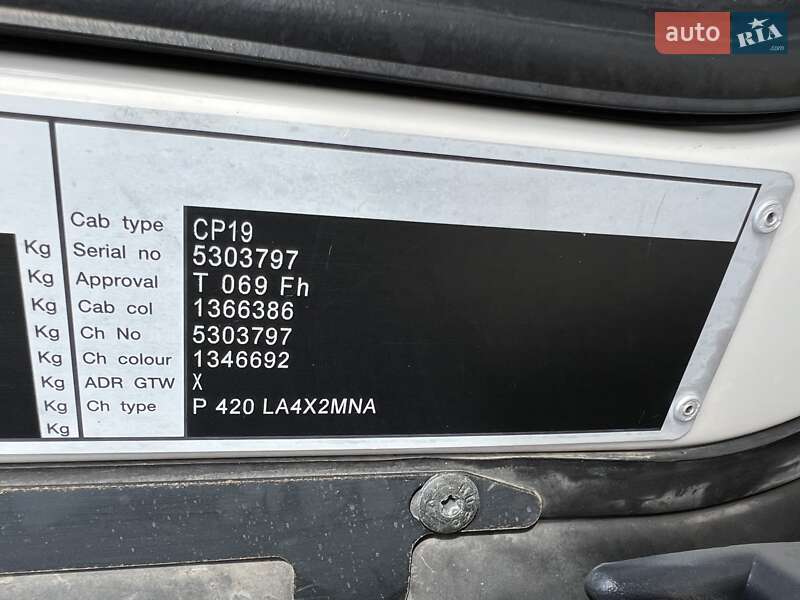 auto RIA .com
Cab type CP19
Kg Serial no 5303797
Kg Approval T 069 Fh
Kg Cab col 1366386
Kg Ch No 5303797
Kg Ch colour 1346692
Kg ADR GTW X
Kg Ch type P 420 LA4X2MNA
Kg